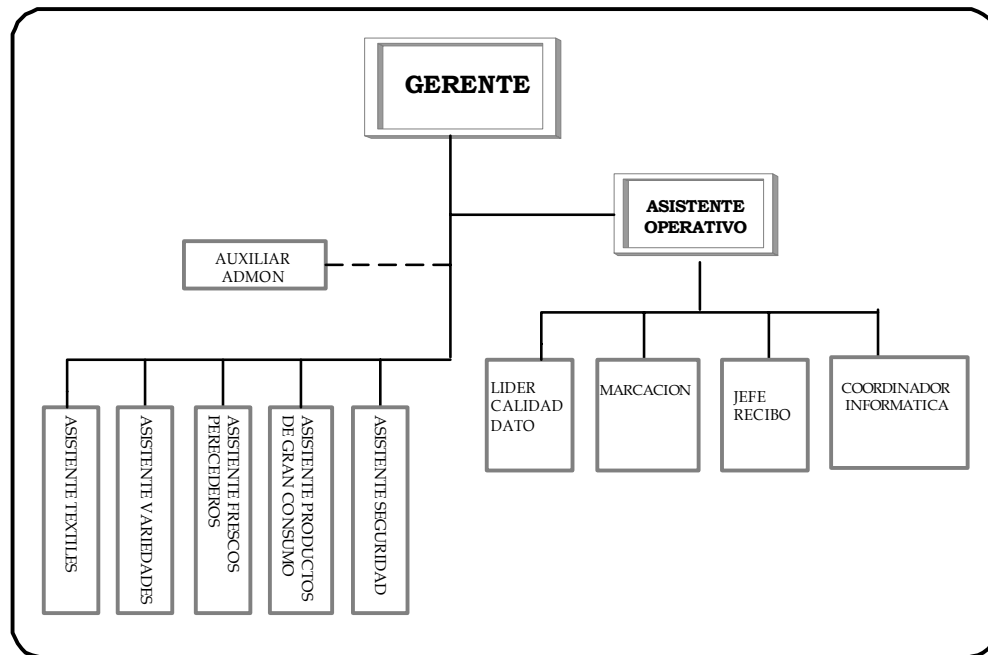 GERENTE
ASISTENTE
OPERATIVO
AUXILIAR
ADMON
LIDER
CALIDAD
DATO
MARCACION
JEFE
RECIBO
COORDINADOR
INFORMATICA
ASISTENTE TEXTILES
ASISTENTE VARIEDADES
ASISTENTE FRESCOS
PERECEDEROS
ASISTENTE PRODUCTOS
DE GRAN CONSUMO
ASISTENTE SEGURIDAD